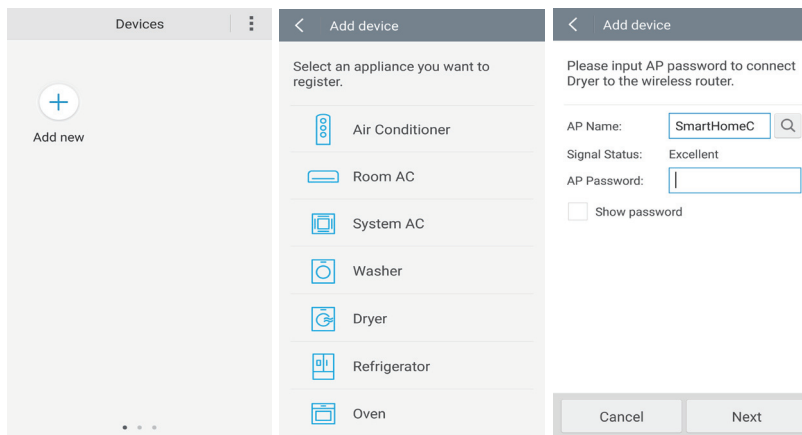 Devices
Add new
Add device
Select an appliance you want to
register.
Air Conditioner
Room AC
System AC
Washer
Dryer
Refrigerator
Oven
Add device
Please input AP password to connect
Dryer to the wireless router.
AP Name: SmartHomeC
Signal Status: Excellent
AP Password:
Show password
Cancel Next